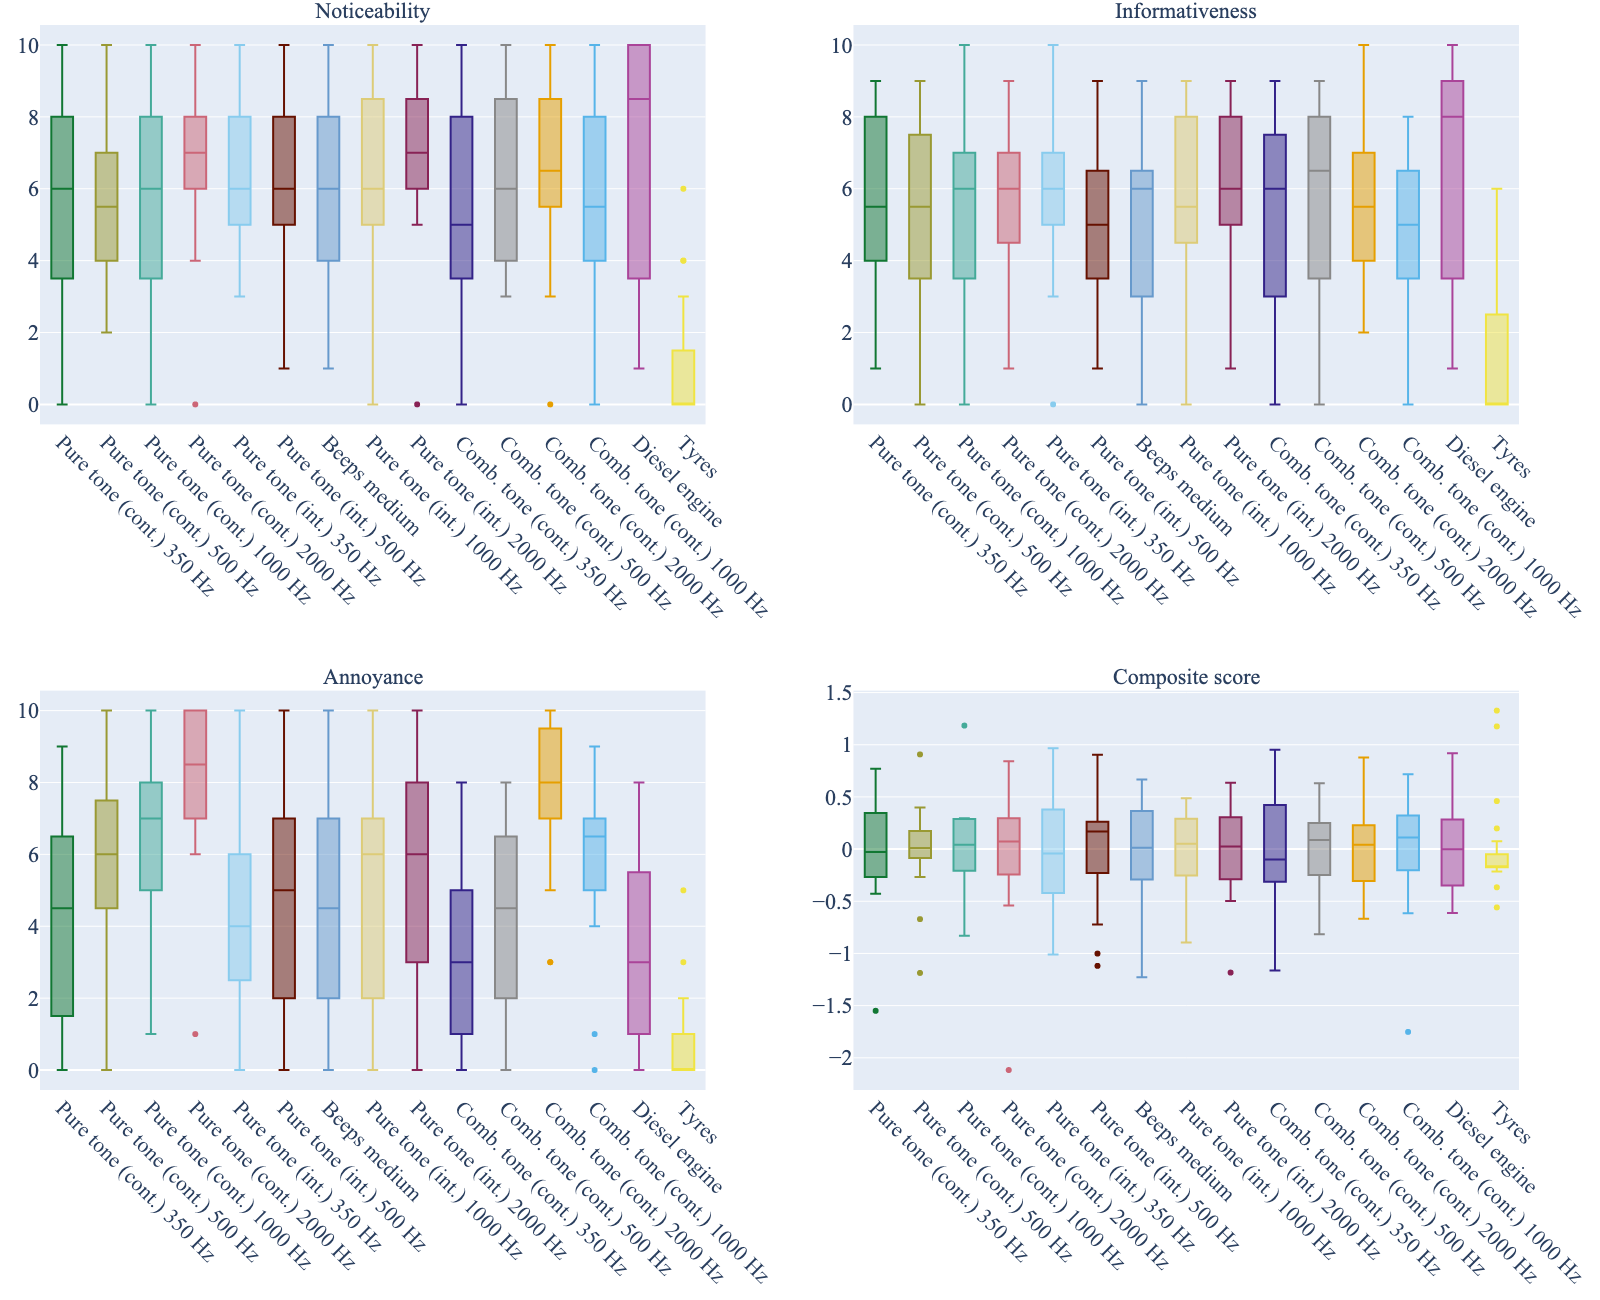 Noticeability
10
8
6
4
2
0
Pure tone (cont.) 350 Hz
Pure tone (cont.) 500 Hz
Pure tone (cont.) 1000 Hz
Pure tone (cont.) 2000 Hz
Pure tone (int.) 350 Hz
Pure tone (int.) 500 Hz
Beeps medium
Pure tone (int.) 1000 Hz
Pure tone (int.) 2000 Hz
Comb. tone (cont.) 350 Hz
Comb. tone (cont.) 500 Hz
Comb. tone (cont.) 2000 Hz
Comb. tone (cont.) 1000 Hz
Diesel engine
Tyres
Informativeness
10
8
6
4
2
0
Pure tone (cont.) 350 Hz
Pure tone (cont.) 500 Hz
Pure tone (cont.) 1000 Hz
Pure tone (cont.) 2000 Hz
Pure tone (int.) 350 Hz
Pure tone (int.) 500 Hz
Beeps medium
Pure tone (int.) 1000 Hz
Pure tone (int.) 2000 Hz
Comb. tone (cont.) 350 Hz
Comb. tone (cont.) 500 Hz
Comb. tone (cont.) 2000 Hz
Comb. tone (cont.) 1000 Hz
Diesel engine
Tyres
Annoyance
10
8
6
4
2
0
Pure tone (cont.) 350 Hz
Pure tone (cont.) 500 Hz
Pure tone (cont.) 1000 Hz
Pure tone (cont.) 2000 Hz
Pure tone (int.) 350 Hz
Pure tone (int.) 500 Hz
Beeps medium
Pure tone (int.) 1000 Hz
Pure tone (int.) 2000 Hz
Comb. tone (cont.) 350 Hz
Comb. tone (cont.) 500 Hz
Comb. tone (cont.) 2000 Hz
Comb. tone (cont.) 1000 Hz
Diesel engine
Tyres
Composite score
1.5
1
0.5
0
−0.5
−1
−1.5
−2
Pure tone (cont.) 350 Hz
Pure tone (cont.) 500 Hz
Pure tone (cont.) 1000 Hz
Pure tone (cont.) 2000 Hz
Pure tone (int.) 350 Hz
Pure tone (int.) 500 Hz
Beeps medium
Pure tone (int.) 1000 Hz
Pure tone (int.) 2000 Hz
Comb. tone (cont.) 350 Hz
Comb. tone (cont.) 500 Hz
Comb. tone (cont.) 2000 Hz
Comb. tone (cont.) 1000 Hz
Diesel engine
Tyres